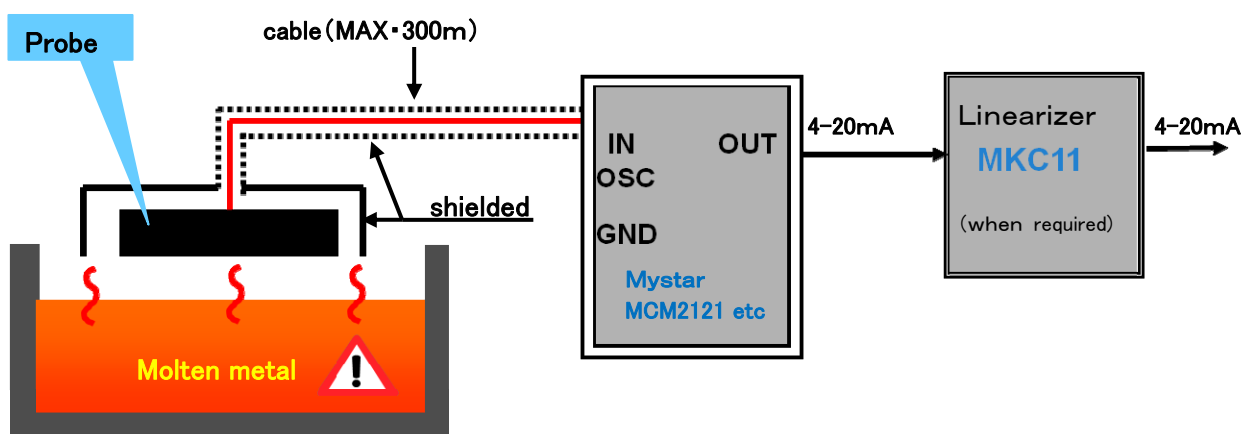 Probe
cable(MAX・300m)
shielded
Molten metal
!
IN
OUT
OSC
GND
Mystar
MCM2121 etc
4-20mA
Linearizer
MKC11
(when required)
4-20mA